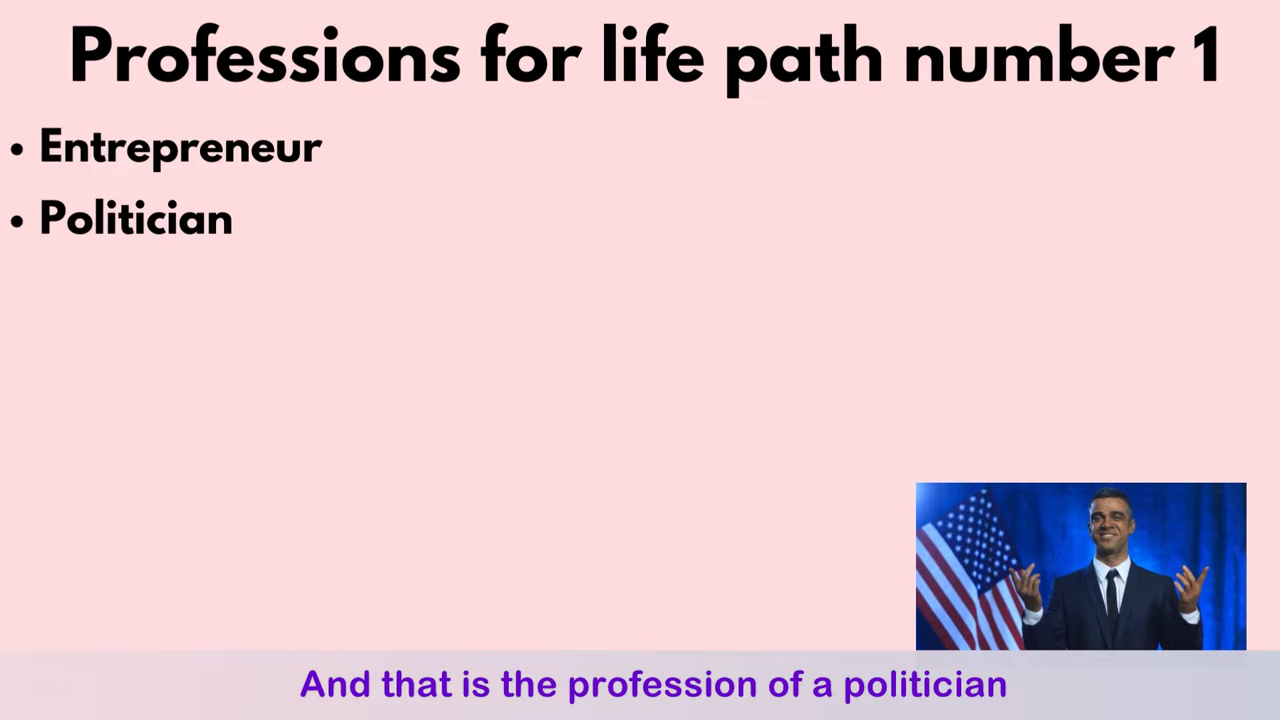 Professions for life path number 1
• Entrepreneur
• Politician
And that is the profession of a politician